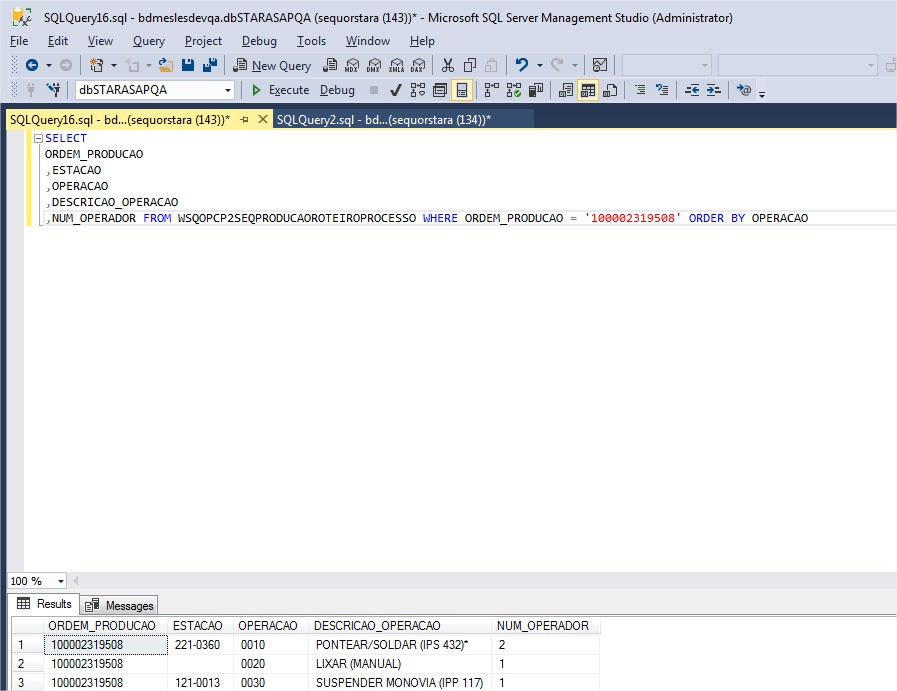 SQLQuery16.sql - bdmeslesdevqa.dbSTARASAPQA (sequorstara (143))* - Microsoft SQL Server Management Studio (Administrator)
File Edit View Query Project Debug Tools Window Help
New Query MDX DMX XMLA DAX
dbSTARASAPQA Execute Debug
SQLQuery16.sql - bd...(sequorstara (143))* SQLQuery2.sql - bd...(sequorstara (134))*
SELECT
ORDEM_PRODUCAO
,ESTACAO
,OPERACAO
,DESCRICAO_OPERACAO
,NUM_OPERADOR FROM WSQOPCP2SEQPRODUCAOROTEIROPROCESSO WHERE ORDEM_PRODUCAO = '100002319508' ORDER BY OPERACAO
100 %
Results Messages
ORDEM_PRODUCAO ESTACAO OPERACAO DESCRICAO_OPERACAO NUM_OPERADOR
1 100002319508 221-0360 0010 PONTEAR/SOLDAR (IPS 432)* 2
2 100002319508 0020 LIXAR (MANUAL) 1
3 100002319508 121-0013 0030 SUSPENDER MONOVIA (IPP 117) 1